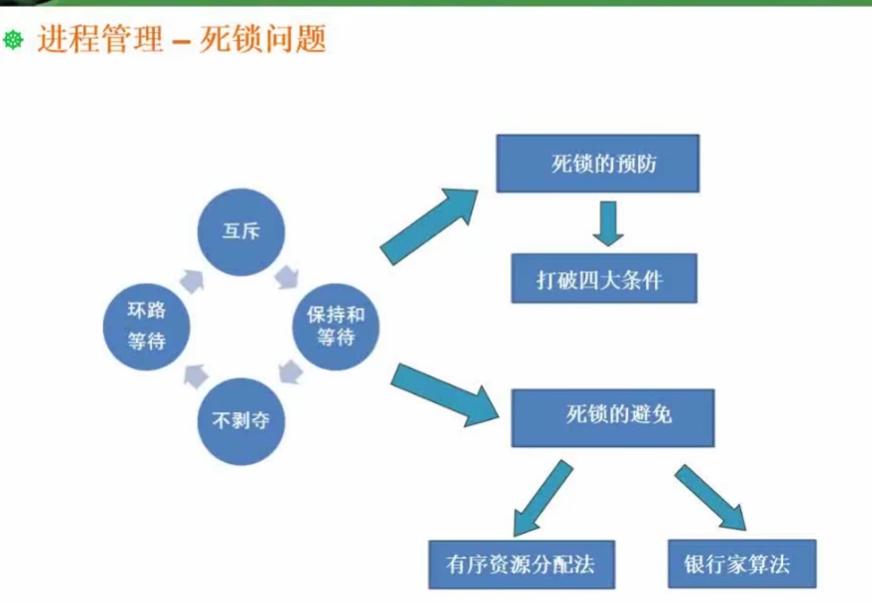 进程管理 – 死锁问题
死锁的预防
打破四大条件
互斥
环路
等待
保持和
等待
不剥夺
死锁的避免
有序资源分配法
银行家算法